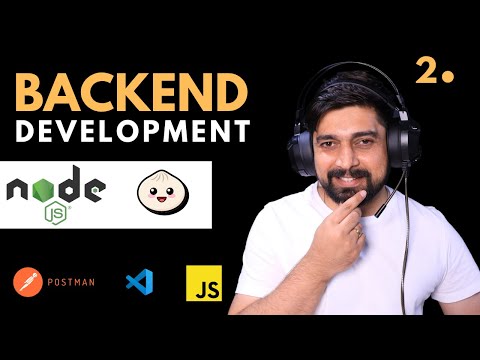 BACKEND
DEVELOPMENT
2.
node
JS
POSTMAN
JS